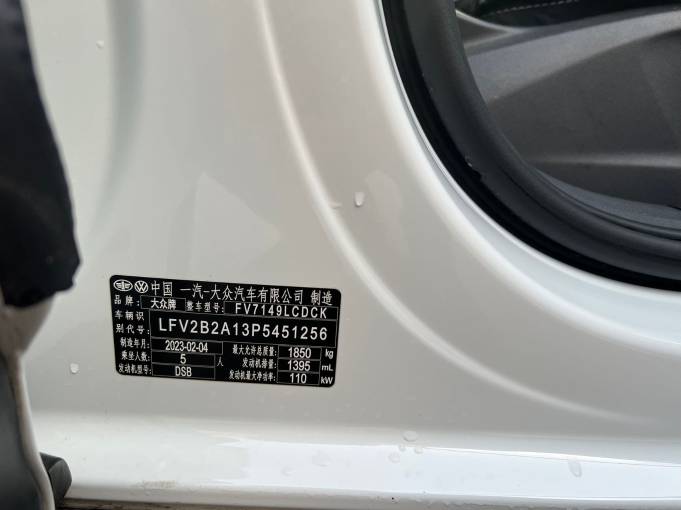 中国 一汽-大众汽车有限公司 制造
品牌: 大众牌 整车型号: FV7149LCDCK
车辆识别代号: LFV2B2A13P5451256
制造年月: 2023-02-04 最大允许总质量: 1850 kg
乘坐人数: 5 人 发动机排量: 1395 mL
发动机型号: DSB 发动机最大净功率: 110 kW